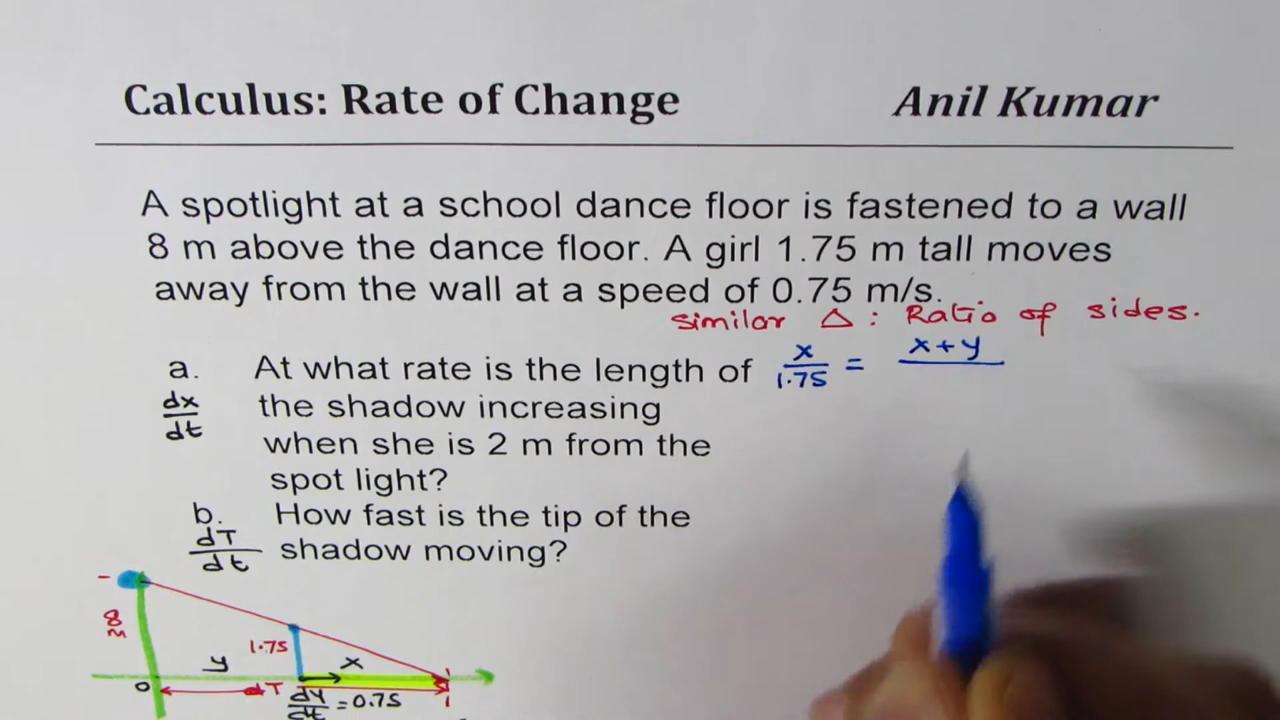 Calculus: Rate of Change Anil Kumar
A spotlight at a school dance floor is fastened to a wall
8 m above the dance floor. A girl 1.75 m tall moves
away from the wall at a speed of 0.75 m/s.
Similar Δ : Ratio of sides.
a. At what rate is the length of
the shadow increasing
when she is 2 m from the
spot light?
dx
dt
x
1.75
=
x+y
b. How fast is the tip of the
shadow moving?
dT
dt
8
m
1.75
y
x
0
dT
dy
dt
= 0.75